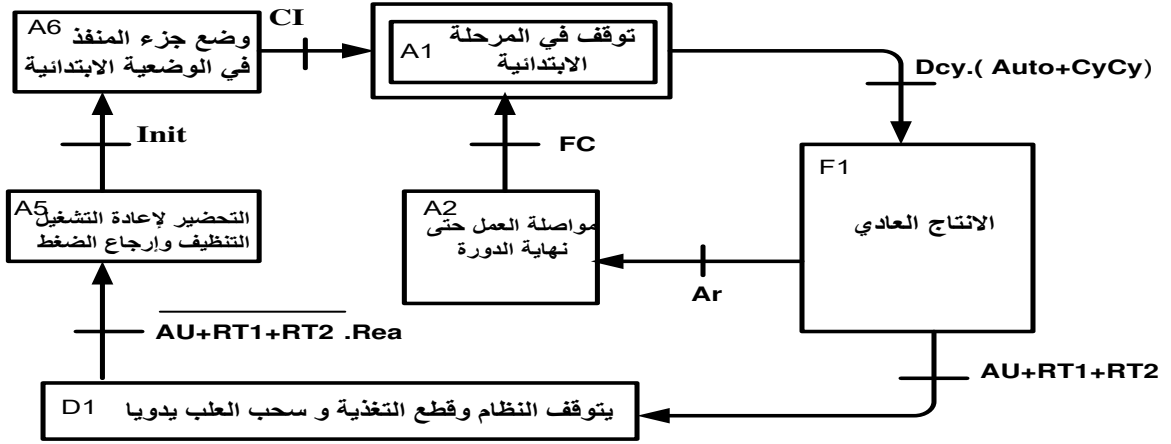 A6
وضع جزء المنفذ
في الوضعية الابتدائية
CI
A1
توقف في المرحلة
الابتدائية
Dcy.( Auto+CyCy)
Init
FC
F1
الانتاج العادي
A5
التحضير لإعادة التشغيل
التنظيف وإرجاع الضغط
A2
مواصلة العمل حتى
نهاية الدورة
Ar
AU+RT1+RT2 .Rea
AU+RT1+RT2
D1
يتوقف النظام وقطع التغذية و سحب العلب يدويا